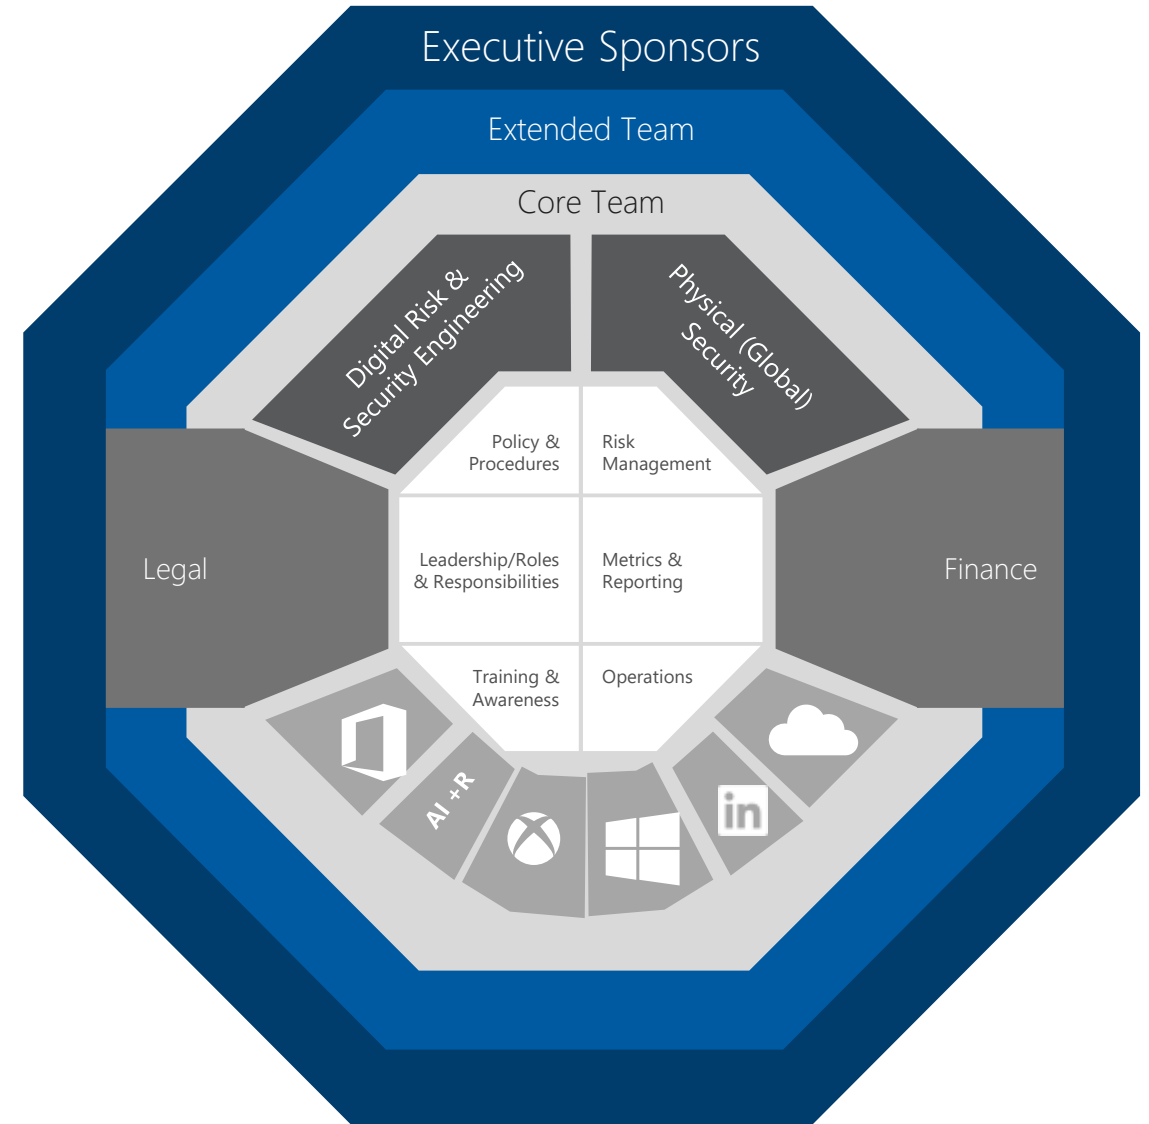 Executive Sponsors
Extended Team
Core Team
Digital Risk &
Security Engineering
Physical (Global)
Security
Policy &
Procedures
Risk
Management
Legal
Leadership/Roles
& Responsibilities
Metrics &
Reporting
Finance
Training &
Awareness
Operations
AI +R
in